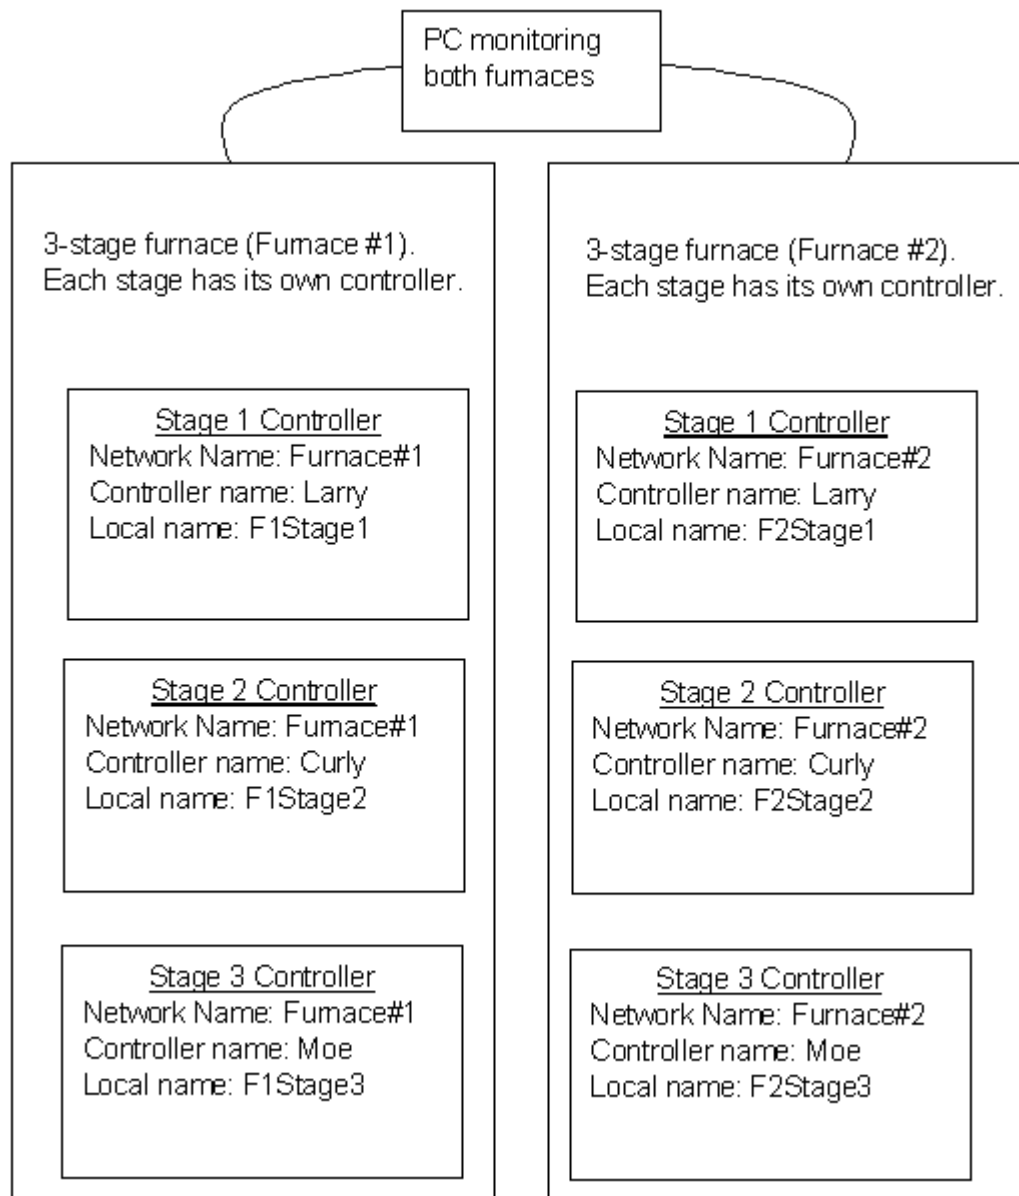 PC monitoring
both furnaces
3-stage furnace (Furnace #1).
Each stage has its own controller.
Stage 1 Controller
Network Name: Furnace#1
Controller name: Larry
Local name: F1Stage1
Stage 2 Controller
Network Name: Furnace#1
Controller name: Curly
Local name: F1Stage2
Stage 3 Controller
Network Name: Furnace#1
Controller name: Moe
Local name: F1Stage3
3-stage furnace (Furnace #2).
Each stage has its own controller.
Stage 1 Controller
Network Name: Furnace#2
Controller name: Larry
Local name: F2Stage1
Stage 2 Controller
Network Name: Furnace#2
Controller name: Curly
Local name: F2Stage2
Stage 3 Controller
Network Name: Furnace#2
Controller name: Moe
Local name: F2Stage3